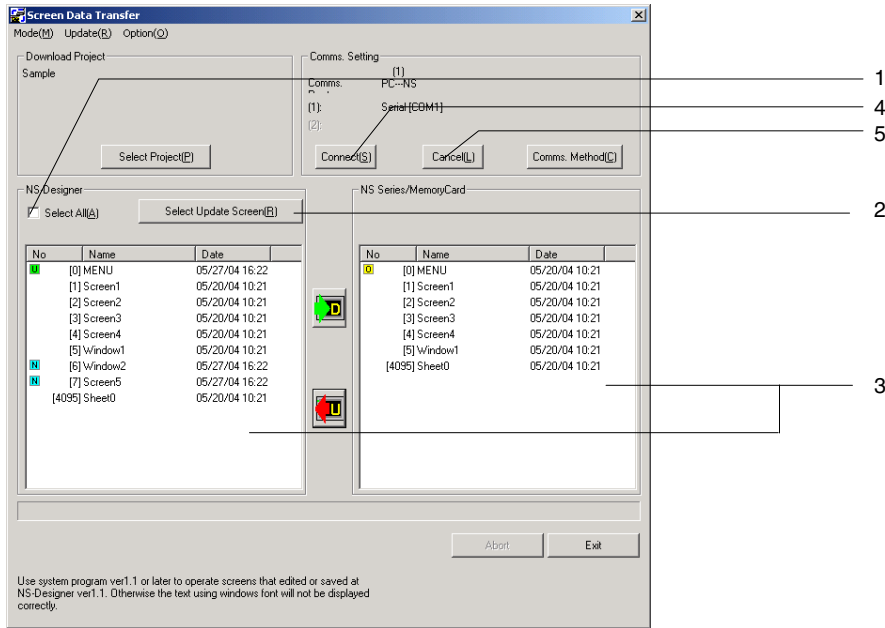 Screen Data Transfer
Mode(M) Update(R) Option(O)
Download Project
Sample
Select Project(P)
Comms. Setting
(1)
Comms. PC---NS
(1): Serial [COM1]
(2):
Connect(S) Cancel(L) Comms. Method(C)
1
4
5
NS-Designer
Select All(A) Select Update Screen(R)
2
No Name Date
U [0] MENU 05/27/04 16:22
[1] Screen1 05/20/04 10:21
[2] Screen2 05/20/04 10:21
[3] Screen3 05/20/04 10:21
[4] Screen4 05/20/04 10:21
[5] Window1 05/20/04 10:21
N [6] Window2 05/27/04 16:22
N [7] Screen5 05/27/04 16:22
[4095] Sheet0 05/20/04 10:21
D
U
NS Series/MemoryCard
No Name Date
O [0] MENU 05/20/04 10:21
[1] Screen1 05/20/04 10:21
[2] Screen2 05/20/04 10:21
[3] Screen3 05/20/04 10:21
[4] Screen4 05/20/04 10:21
[5] Window1 05/20/04 10:21
[4095] Sheet0 05/20/04 10:21
3
Abort Exit
Use system program ver1.1 or later to operate screens that edited or saved at
NS-Designer ver1.1. Otherwise the text using windows font will not be displayed
correctly.